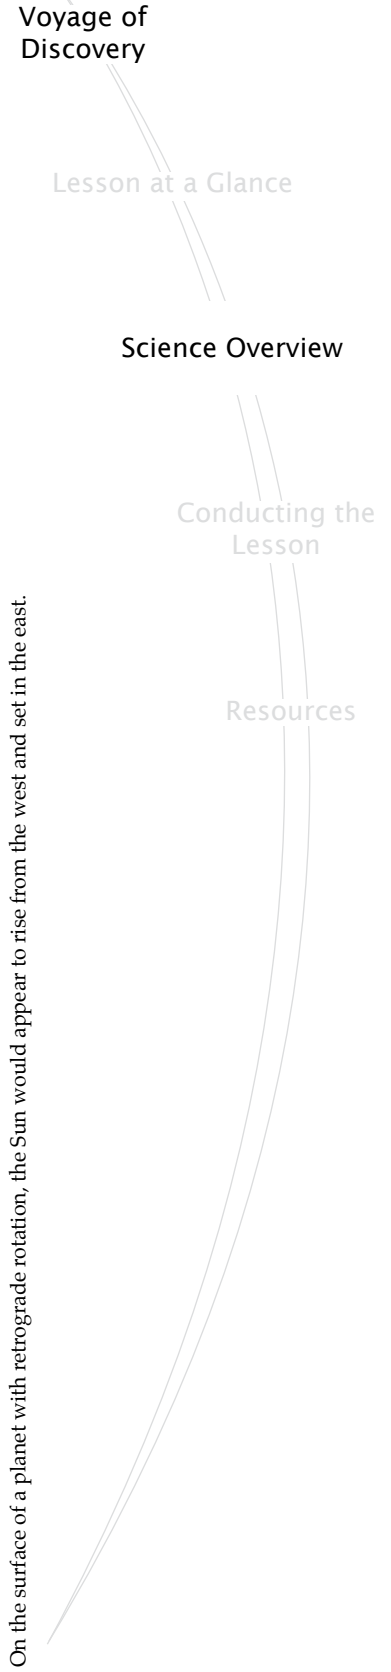 Voyage of
Discovery
Lesson at a Glance
Science Overview
Conducting the
Lesson
Resources
On the surface of a planet with retrograde rotation, the Sun would appear to rise from the west and set in the east.